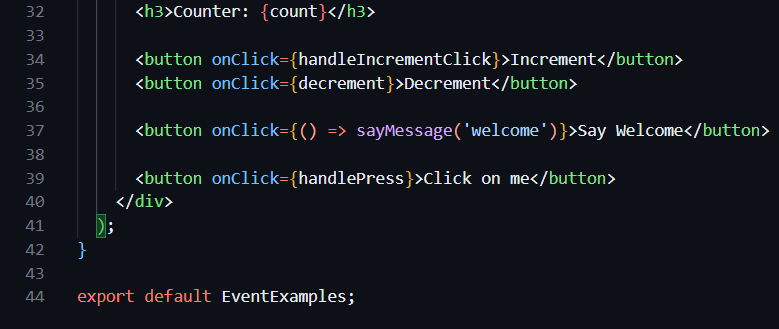 32 <h3>Counter: {count}</h3>
33
34 <button onClick={handleIncrementClick}>Increment</button>
35 <button onClick={decrement}>Decrement</button>
36
37 <button onClick={() => sayMessage('welcome')}>Say Welcome</button>
38
39 <button onClick={handlePress}>Click on me</button>
40 </div>
41 );
42 }
43
44 export default EventExamples;